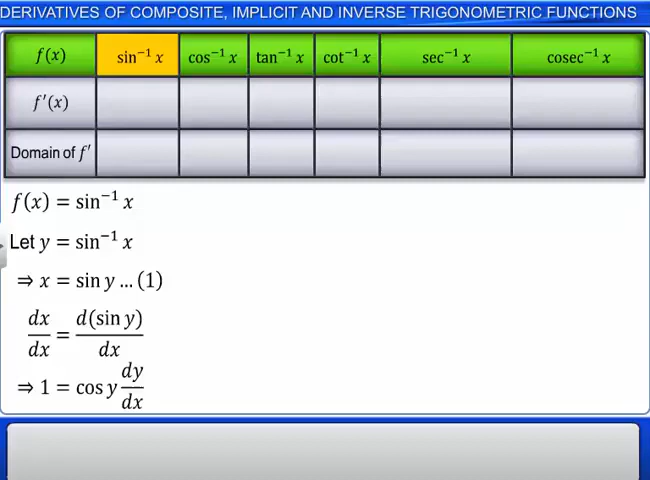 DERIVATIVES OF COMPOSITE, IMPLICIT AND INVERSE TRIGONOMETRIC FUNCTIONS
f(x) sin⁻¹ x cos⁻¹ x tan⁻¹ x cot⁻¹ x sec⁻¹ x cosec⁻¹ x
f′(x)
Domain of f′
f(x) = sin⁻¹ x
Let y = sin⁻¹ x
⇒ x = sin y ... (1)
dx/dx = d(sin y)/dx
⇒ 1 = cos y dy/dx